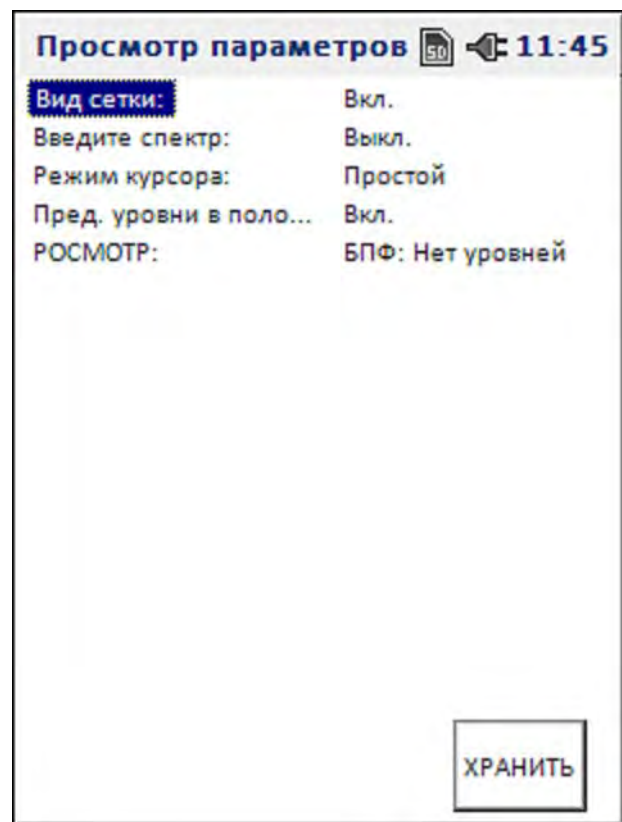 Просмотр параметров SD 11:45
Вид сетки: Вкл.
Введите спектр: Выкл.
Режим курсора: Простой
Пред. уровни в поло... Вкл.
РОСМОТР: БПФ: Нет уровней
ХРАНИТЬ